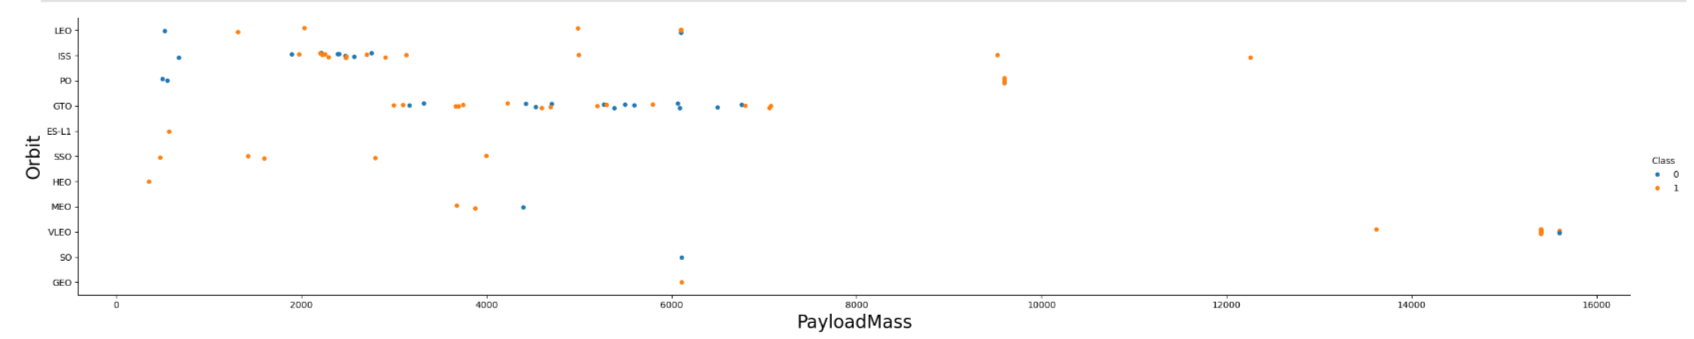 LEO
ISS
PO
GTO
ES-L1
SSO
HEO
MEO
VLEO
SO
GEO
Orbit
0 2000 4000 6000 8000 10000 12000 14000 16000
PayloadMass
Class
0
1